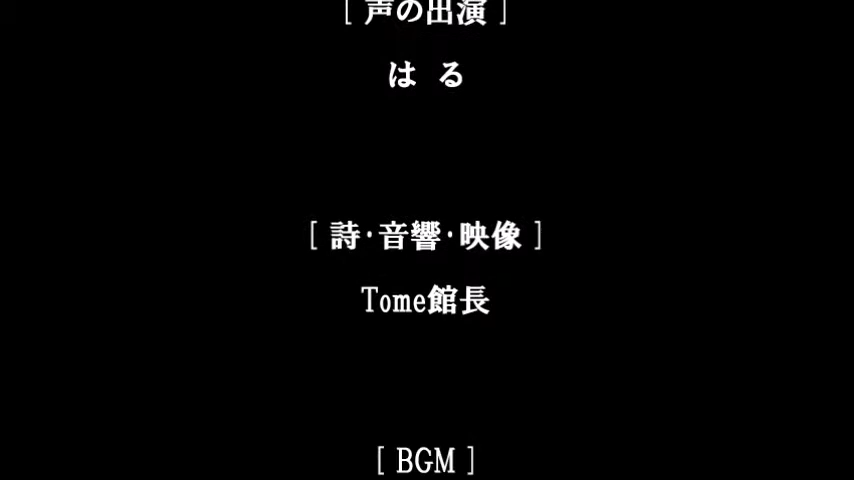 [ 声の出演 ]
は る
[ 詩･音響･映像 ]
Tome館長
[ BGM ]